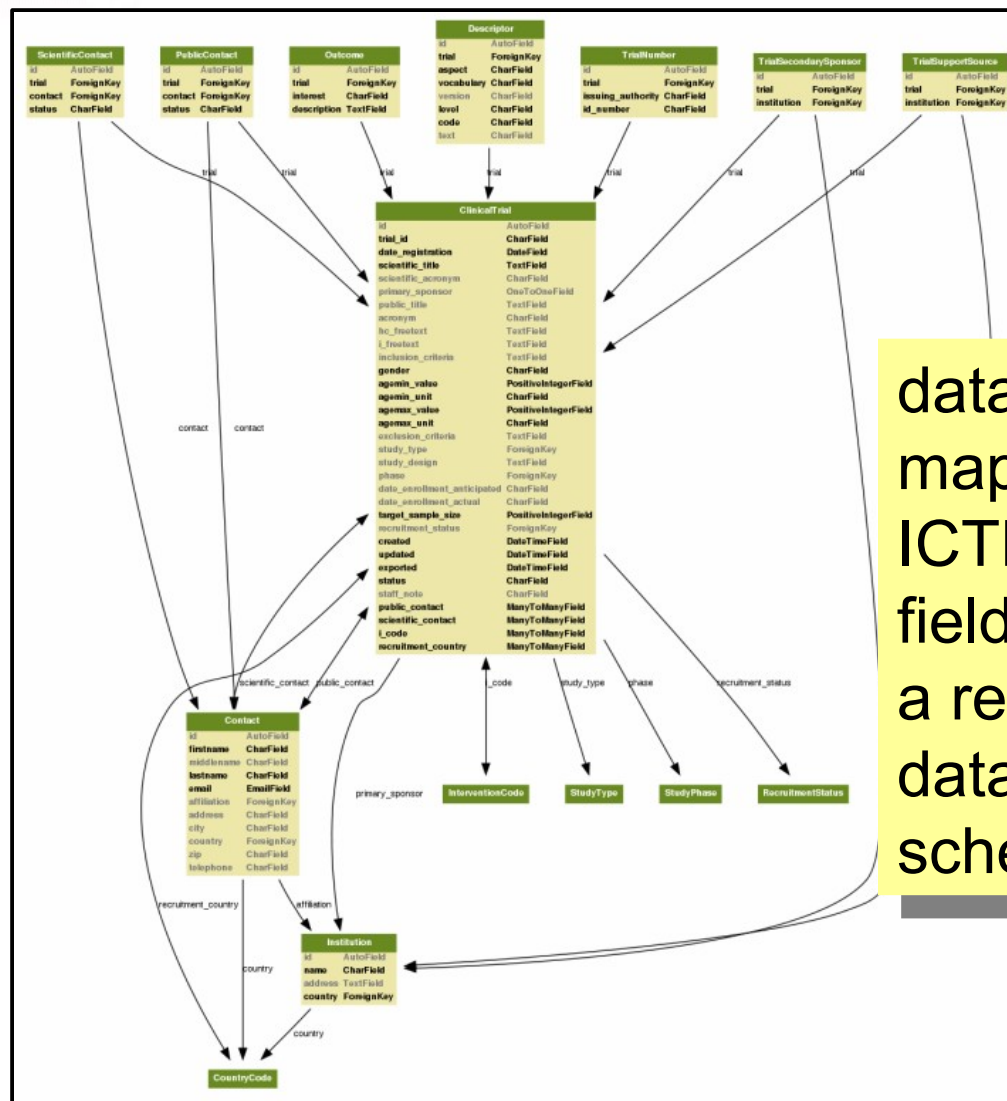 Descriptor
id AutoField
trial ForeignKey
aspect CharField
vocabulary CharField
version CharField
level CharField
code CharField
text CharField
ScientificContact
id AutoField
trial ForeignKey
contact ForeignKey
status CharField
PublicContact
id AutoField
trial ForeignKey
contact ForeignKey
status CharField
Outcome
id AutoField
trial ForeignKey
interest CharField
description TextField
TrialNumber
id AutoField
trial ForeignKey
issuing_authority CharField
id_number CharField
TrialSecondarySponsor
id AutoField
trial ForeignKey
institution ForeignKey
TrialSupportSource
id AutoField
trial ForeignKey
institution ForeignKey
trial trial trial trial trial trial trial
ClinicalTrial
id AutoField
trial_id CharField
date_registration DateField
scientific_title TextField
scientific_acronym CharField
primary_sponsor OneToOneField
public_title TextField
acronym CharField
hc_freetext TextField
i_freetext TextField
inclusion_criteria TextField
gender CharField
agemin_value PositiveIntegerField
agemin_unit CharField
agemax_value PositiveIntegerField
agemax_unit CharField
exclusion_criteria TextField
study_type ForeignKey
study_design TextField
phase ForeignKey
date_enrollment_anticipated CharField
date_enrollment_actual CharField
target_sample_size PositiveIntegerField
recruitment_status ForeignKey
created DateTimeField
updated DateTimeField
exported DateTimeField
status CharField
staff_note CharField
public_contact ManyToManyField
scientific_contact ManyToManyField
i_code ManyToManyField
recruitment_country ManyToManyField
contact contact
data
map
ICT
field
a re
data
sche
scientific_contact public_contact i_code study_type phase recruitment_status
Contact
id AutoField
firstname CharField
middlename CharField
lastname CharField
email EmailField
affiliation ForeignKey
address CharField
city CharField
country ForeignKey
zip CharField
telephone CharField
primary_sponsor
InterventionCode
StudyType
StudyPhase
RecruitmentStatus
recruitment_country affiliation
Institution
id AutoField
name CharField
address TextField
country ForeignKey
country
country
CountryCode